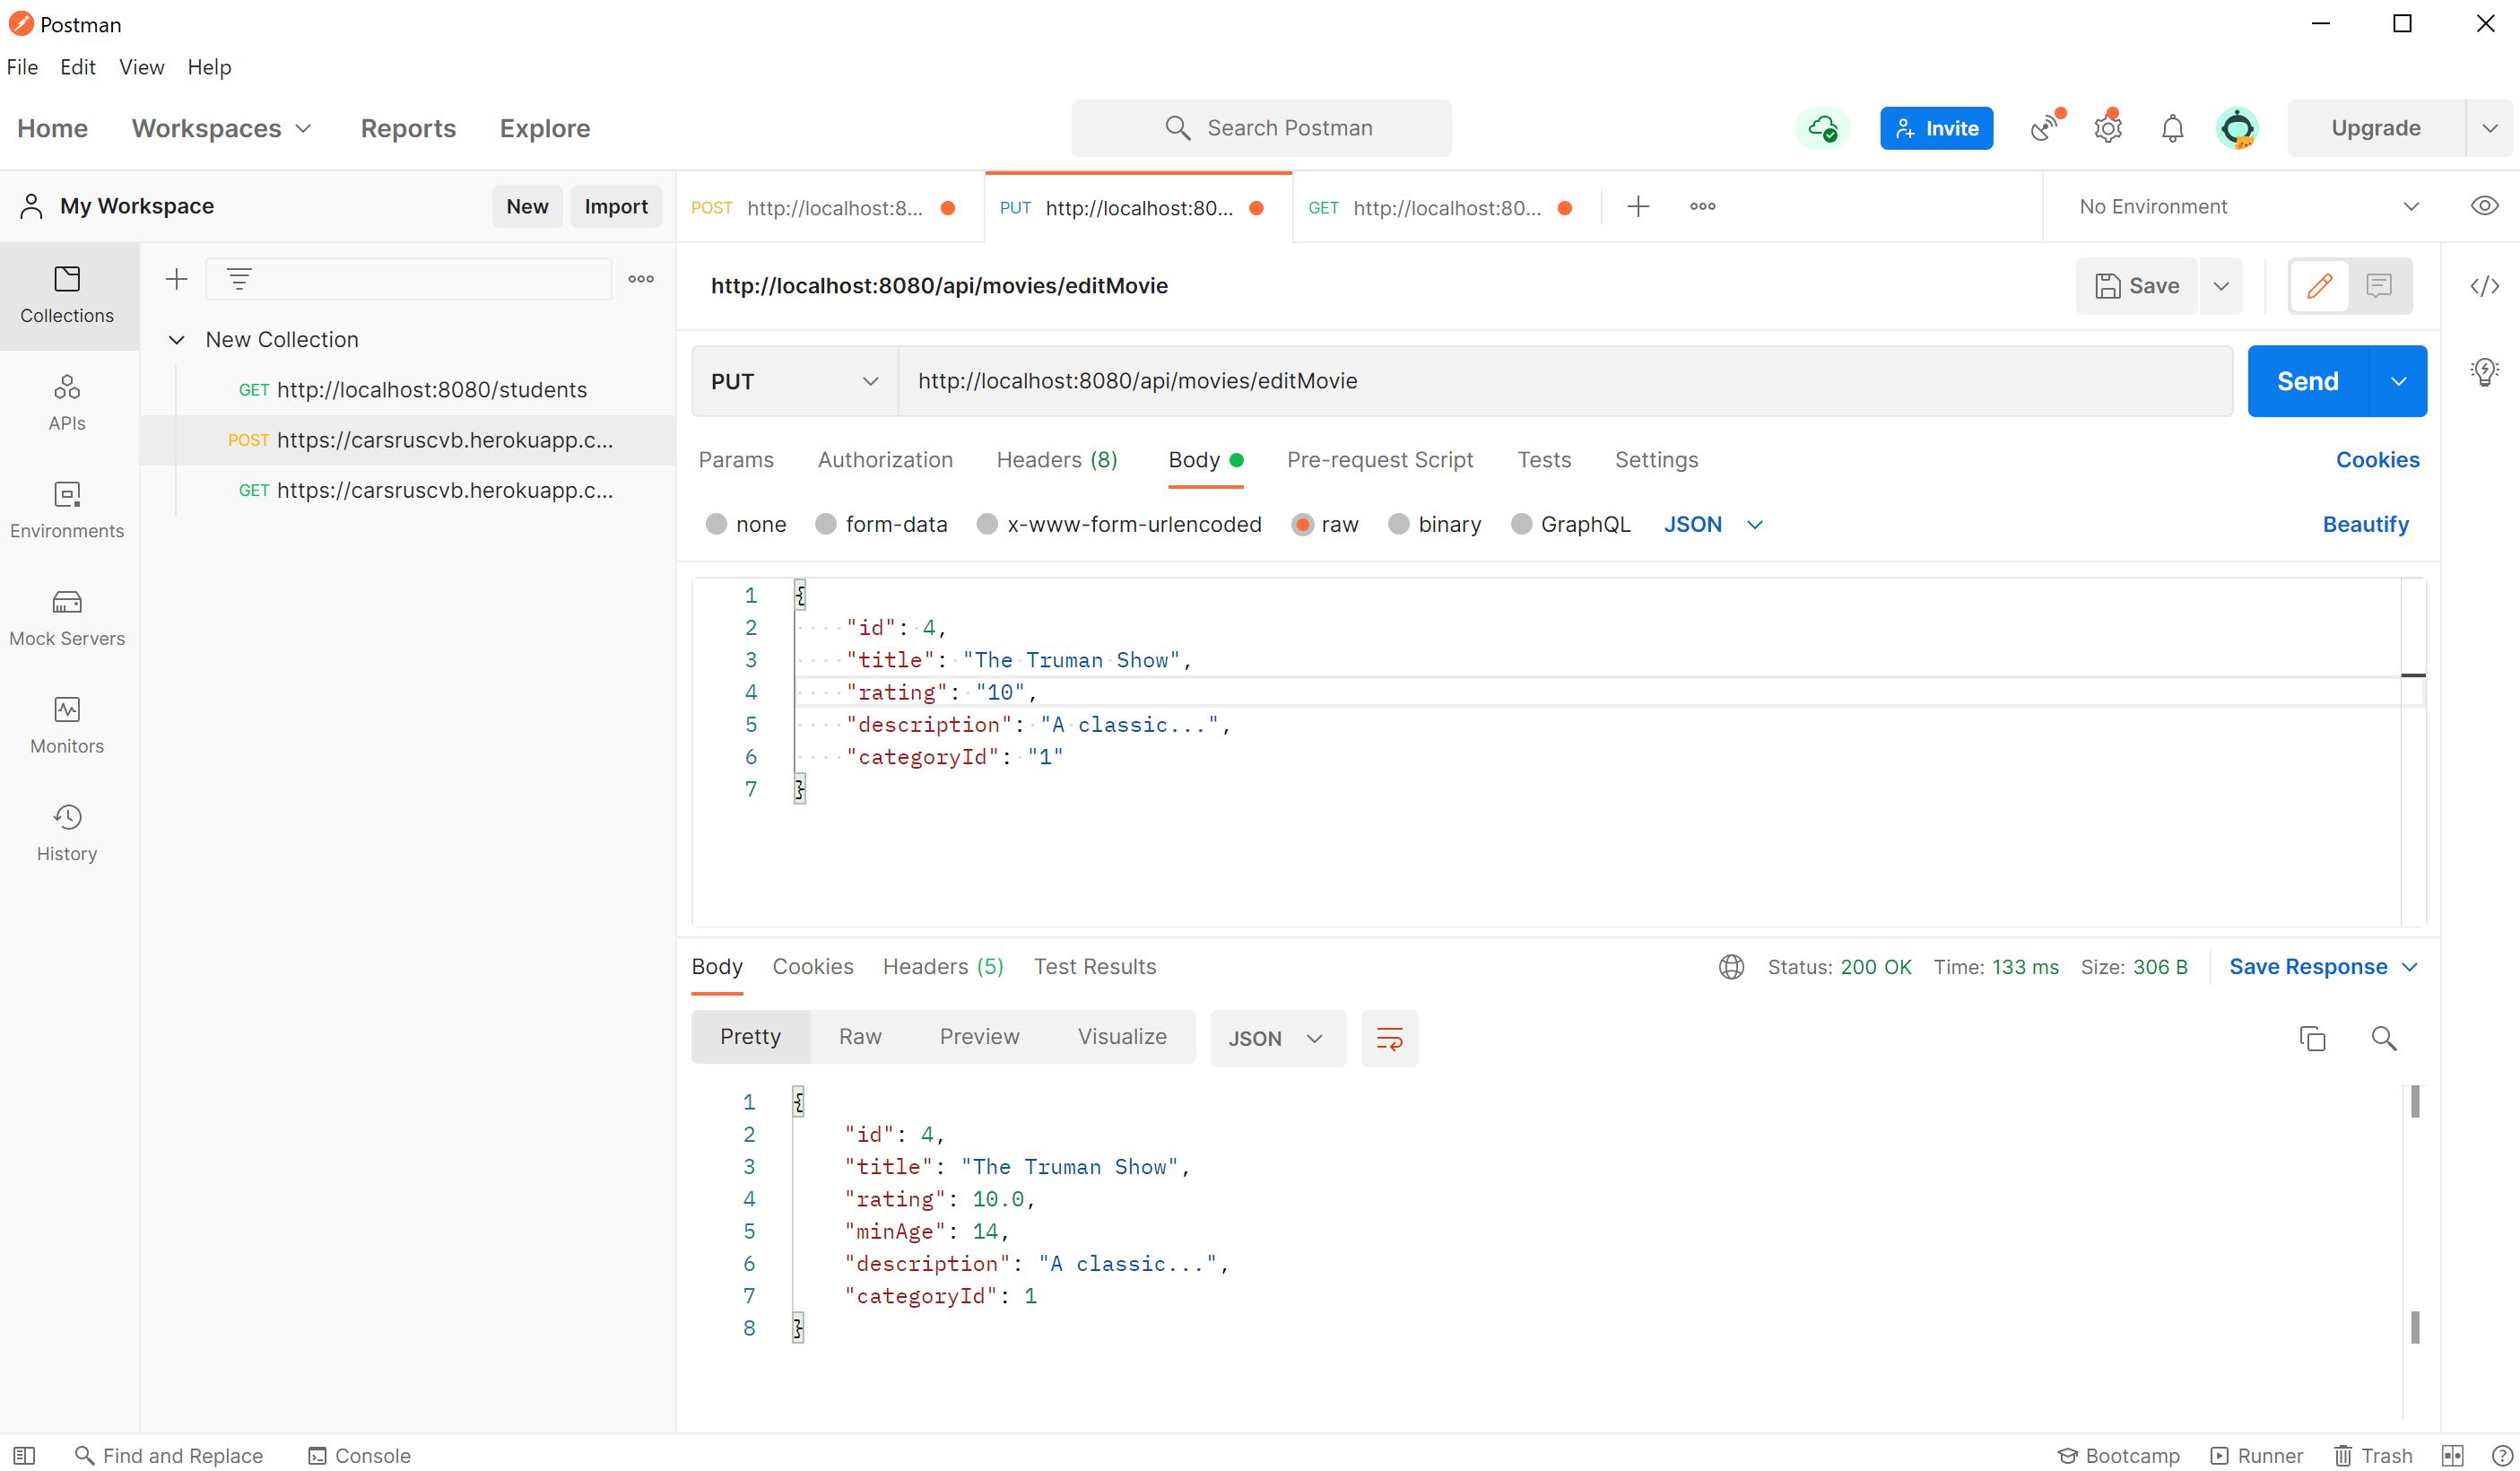 Postman
File Edit View Help
Home Workspaces Reports Explore Search Postman Invite Upgrade
My Workspace New Import POST http://localhost:8... PUT http://localhost:80... GET http://localhost:80... No Environment
Collections
APIs
Environments
Mock Servers
Monitors
History
New Collection
GET http://localhost:8080/students
POST https://carsruscvb.herokuapp.c...
GET https://carsruscvb.herokuapp.c...
http://localhost:8080/api/movies/editMovie Save
PUT http://localhost:8080/api/movies/editMovie Send
Params Authorization Headers (8) Body Pre-request Script Tests Settings Cookies
none form-data x-www-form-urlencoded raw binary GraphQL JSON Beautify
1 {
2 "id": 4,
3 "title": "The Truman Show",
4 "rating": "10",
5 "description": "A classic...",
6 "categoryId": "1"
7 }
Body Cookies Headers (5) Test Results Status: 200 OK Time: 133 ms Size: 306 B Save Response
Pretty Raw Preview Visualize JSON
1 {
2 "id": 4,
3 "title": "The Truman Show",
4 "rating": 10.0,
5 "minAge": 14,
6 "description": "A classic...",
7 "categoryId": 1
8 }
Find and Replace Console Bootcamp Runner Trash